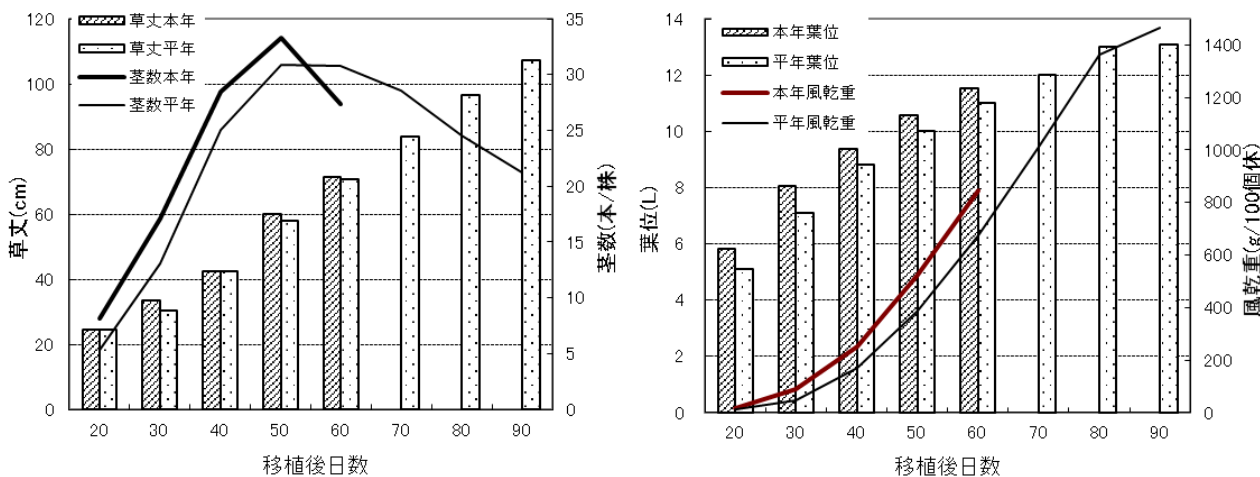 草丈本年
草丈平年
茎数本年
茎数平年
120
100
80
60
40
20
0
草丈(cm)
35
30
25
20
15
10
5
0
茎数(本/株)
20 30 40 50 60 70 80 90
移植後日数
本年葉位
平年葉位
本年風乾重
平年風乾重
14
12
10
8
6
4
2
0
葉位(L)
1400
1200
1000
800
600
400
200
0
風乾重(g/100個体)
20 30 40 50 60 70 80 90
移植後日数